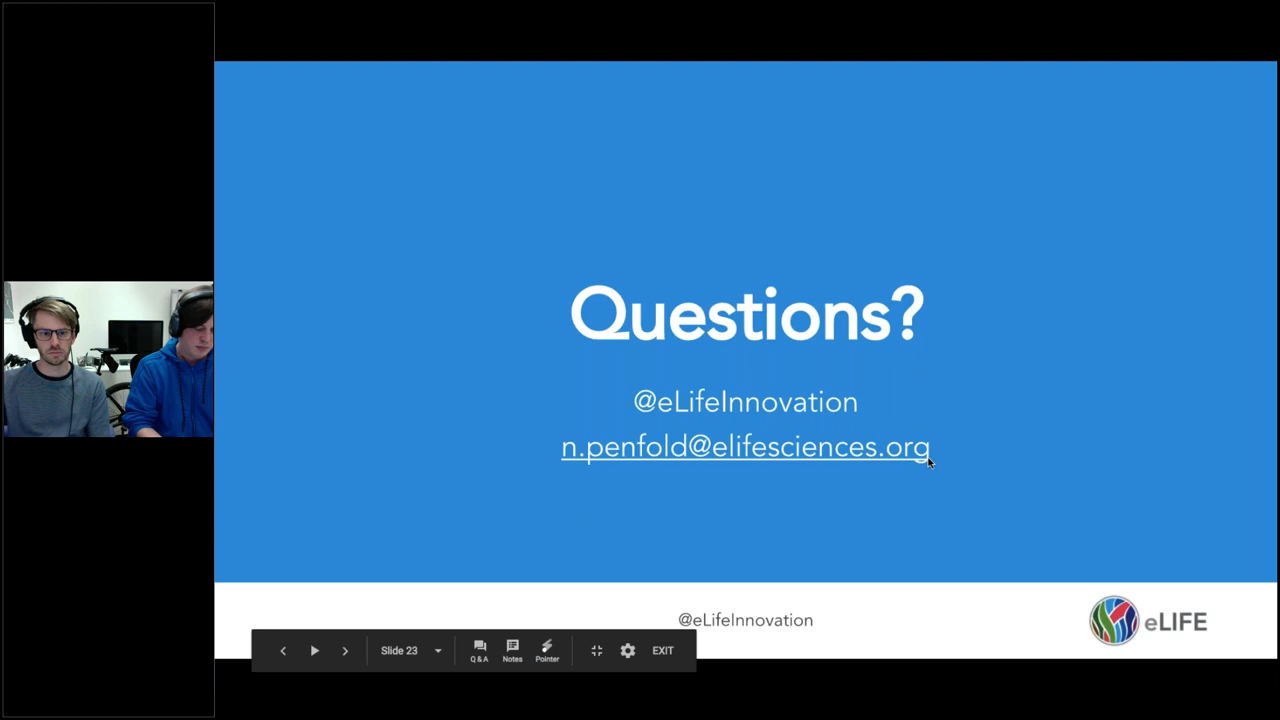 Questions?
@eLifeInnovation
n.penfold@elifesciences.org
@eLifeInnovation
eLIFE
Slide 23
Q & A
Notes
Pointer
EXIT